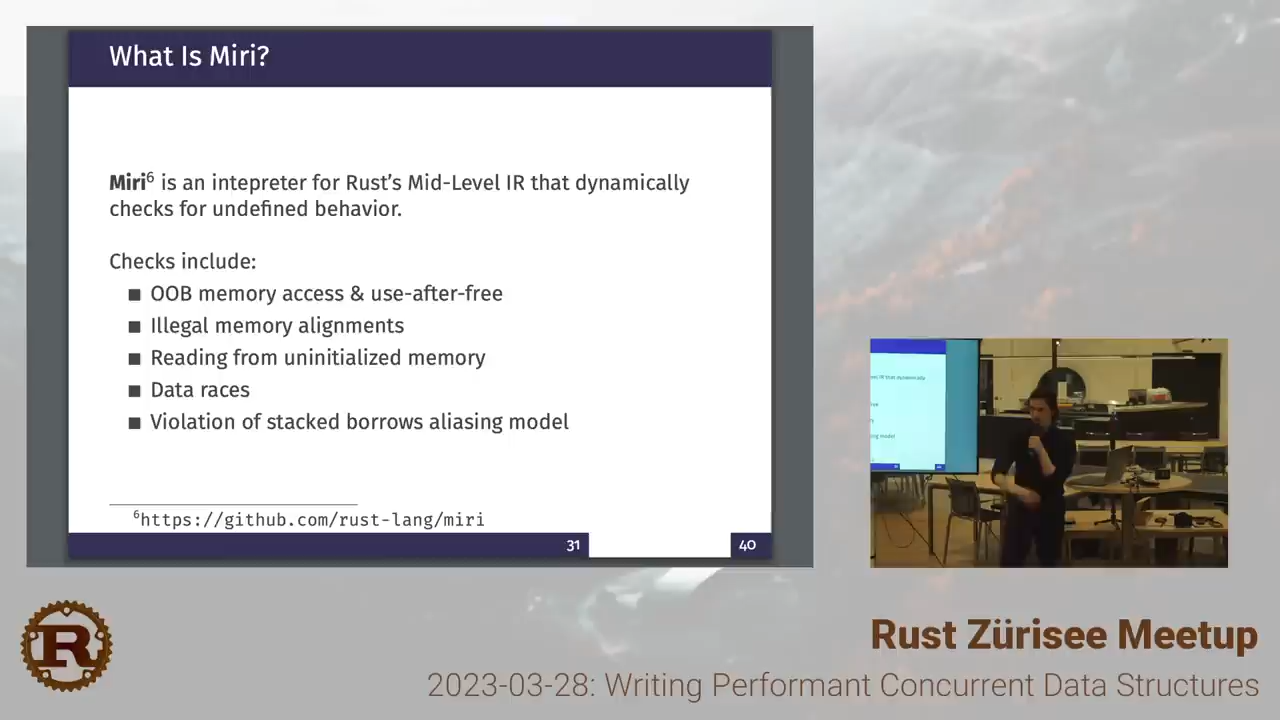 What Is Miri?
Miri⁶ is an intepreter for Rust's Mid-Level IR that dynamically
checks for undefined behavior.
Checks include:
■ OOB memory access & use-after-free
■ Illegal memory alignments
■ Reading from uninitialized memory
■ Data races
■ Violation of stacked borrows aliasing model
⁶https://github.com/rust-lang/miri
31 40
R
Rust Zürisee Meetup
2023-03-28: Writing Performant Concurrent Data Structures